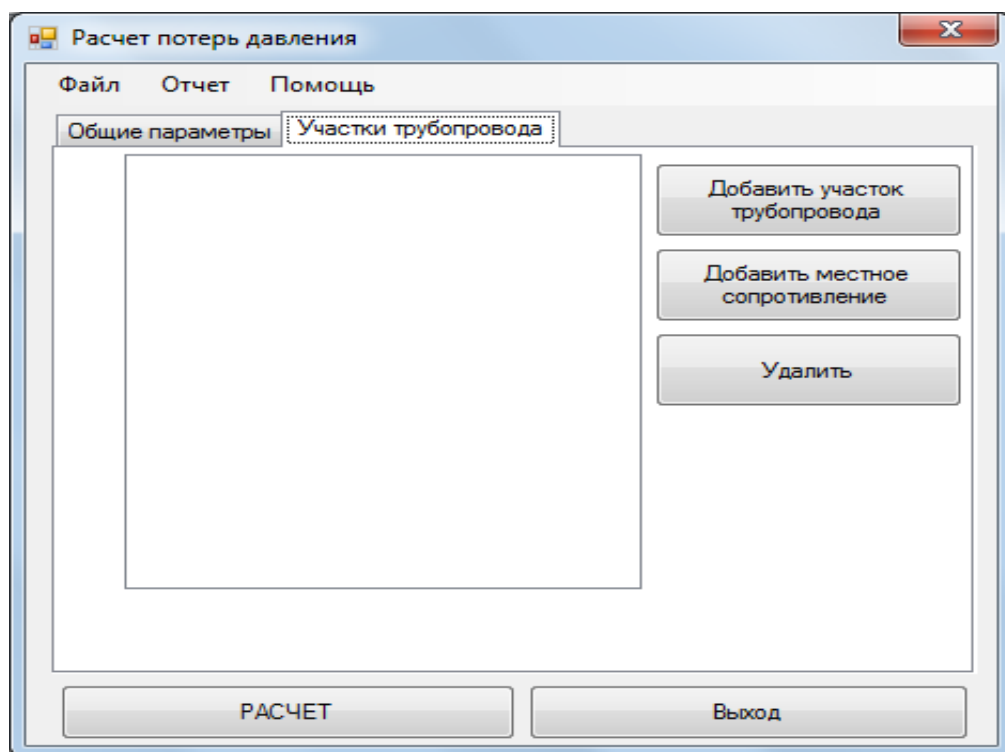 Расчет потерь давления
Файл Отчет Помощь
Общие параметры Участки трубопровода
Добавить участок
трубопровода
Добавить местное
сопротивление
Удалить
РАСЧЕТ Выход